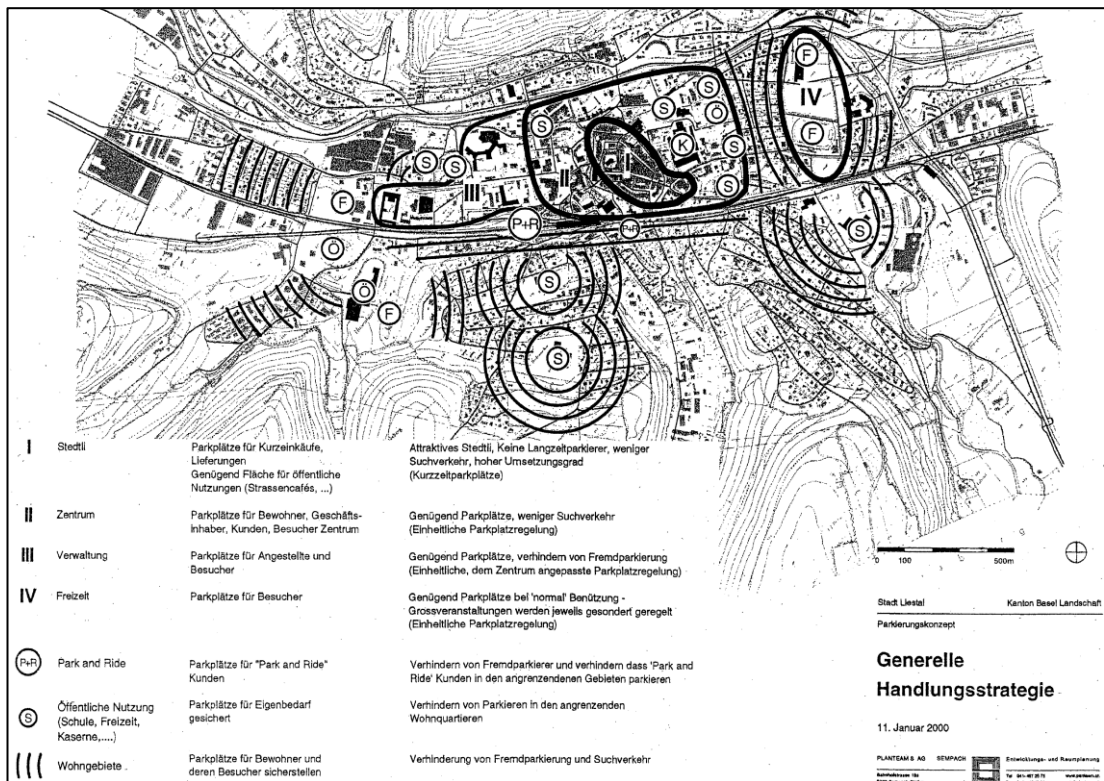 F
IV
F
S
S
S
Ö
K
S
S
II
S
S
III
F
P+R
P+R
S
Ö
Ö
F
S
S
I Stedtli Parkplätze für Kurzeinkäufe, Attraktives Stedtli, Keine Langzeitparkierer, weniger
Lieferungen Suchverkehr, hoher Umsetzungsgrad
Genügend Fläche für öffentliche (Kurzzeitparkplätze)
Nutzungen (Strassencafés, ...)
II Zentrum Parkplätze für Bewohner, Geschäfts- Genügend Parkplätze, weniger Suchverkehr
inhaber, Kunden, Besucher Zentrum (Einheitliche Parkplatzregelung)
III Verwaltung Parkplätze für Angestellte und Genügend Parkplätze, verhindern von Fremdparkierung
Besucher (Einheitliche, dem Zentrum angepasste Parkplatzregelung)
IV Freizeit Parkplätze für Besucher Genügend Parkplätze bei 'normal' Benützung -
Grossveranstaltungen werden jeweils gesondert geregelt
(Einheitliche Parkplatzregelung)
P+R Park and Ride Parkplätze für "Park and Ride" Verhindern von Fremdparkierer und verhindern dass 'Park and
Kunden Ride' Kunden in den angrenzendenen Gebieten parkieren
S Öffentliche Nutzung Parkplätze für Eigenbedarf Verhindern von Parkieren in den angrenzenden
(Schule, Freizeit, gesichert Wohnquartieren
Kaserne,....)
Wohngebiete Parkplätze für Bewohner und Verhinderung von Fremdparkierung und Suchverkehr
deren Besucher sicherstellen
0 100 500m
Stadt Liestal Kanton Basel Landschaft
Parkierungskonzept
Generelle
Handlungsstrategie
11. Januar 2000
PLANTEAM S AG SEMPACH Entwicklungs- und Raumplanung